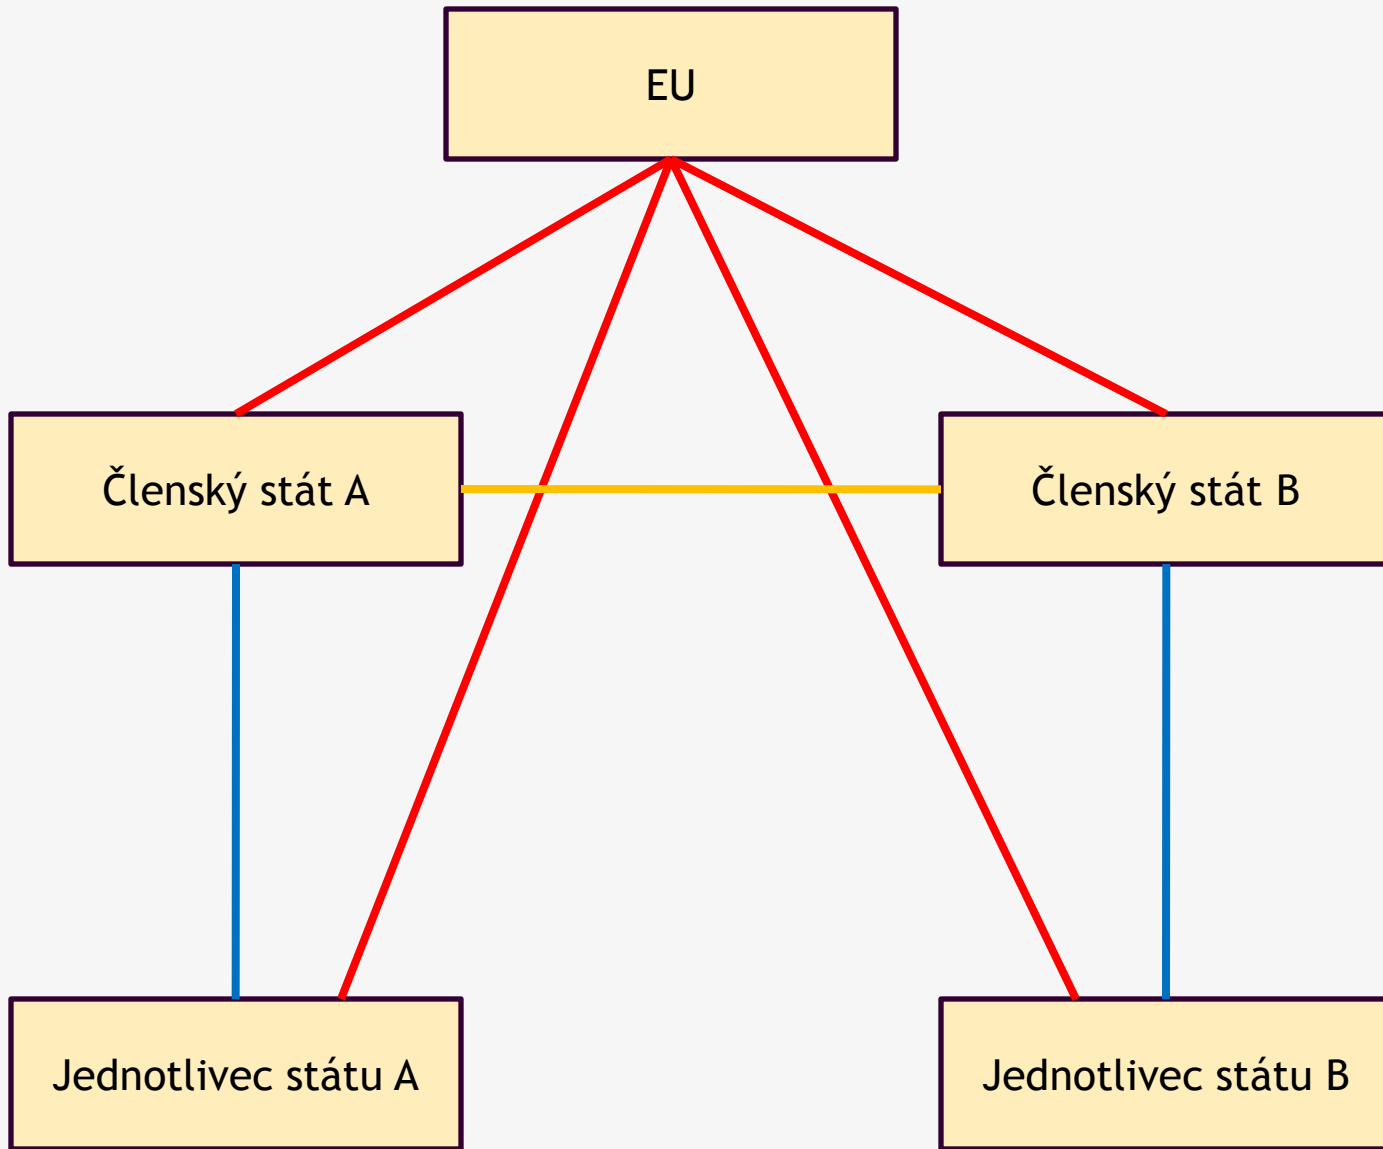 EU
Členský stát A
Členský stát B
Jednotlivec státu A
Jednotlivec státu B